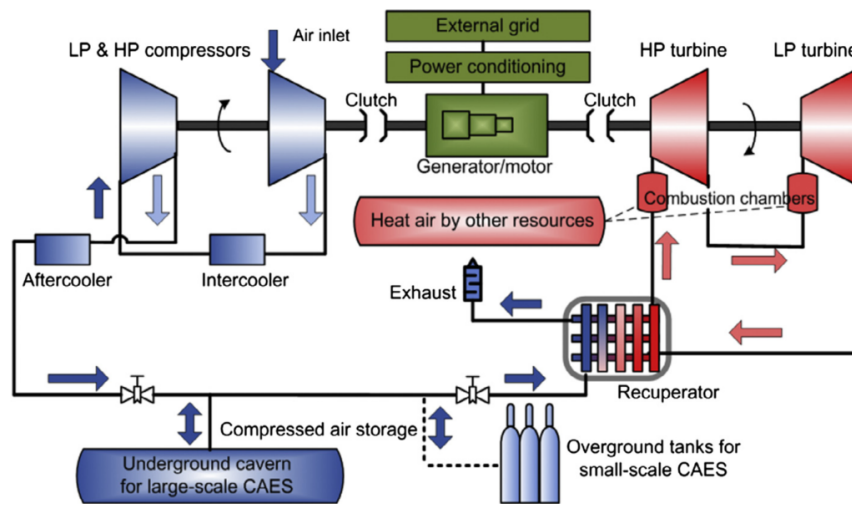 External grid
Air inlet
LP & HP compressors
HP turbine
LP turbine
Power conditioning
Clutch
Clutch
Generator/motor
Combustion chambers
Heat air by other resources
Aftercooler
Intercooler
Exhaust
Recuperator
Compressed air storage
Underground cavern
for large-scale CAES
Overground tanks for
small-scale CAES